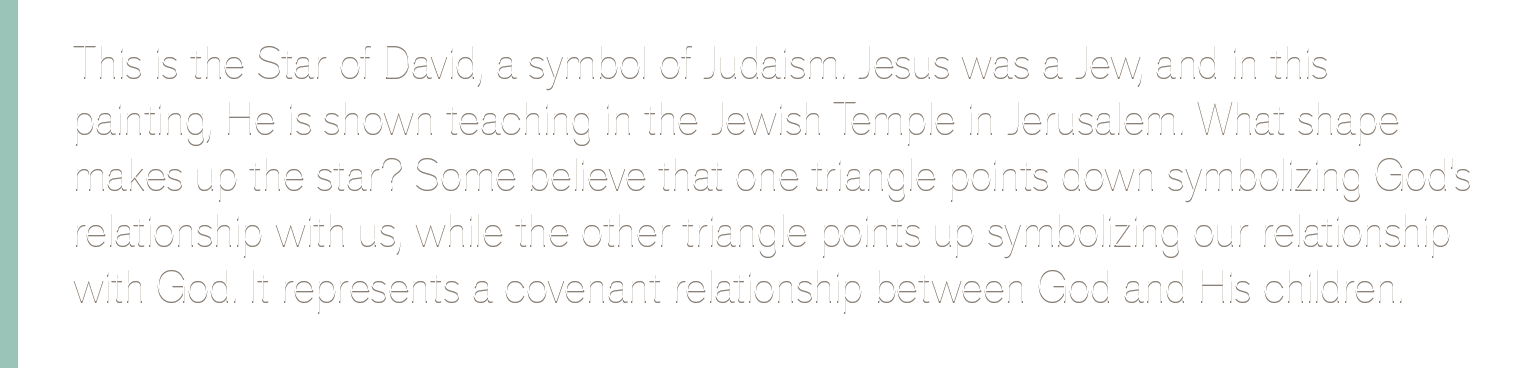 This is the Star of David, a symbol of Judaism. Jesus was a Jew, and in this
painting, He is shown teaching in the Jewish Temple in Jerusalem. What shape
makes up the star? Some believe that one triangle points down symbolizing God's
relationship with us, while the other triangle points up symbolizing our relationship
with God. It represents a covenant relationship between God and His children.